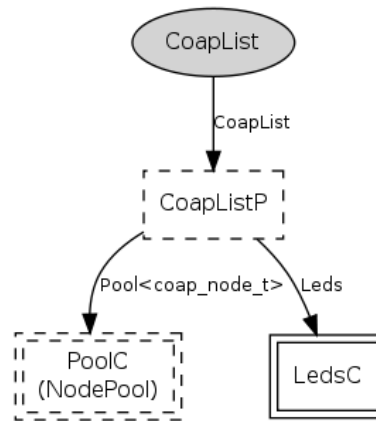 CoapList
CoapList
CoapListP
Pool<coap_node_t>
Leds
PoolC
(NodePool)
LedsC